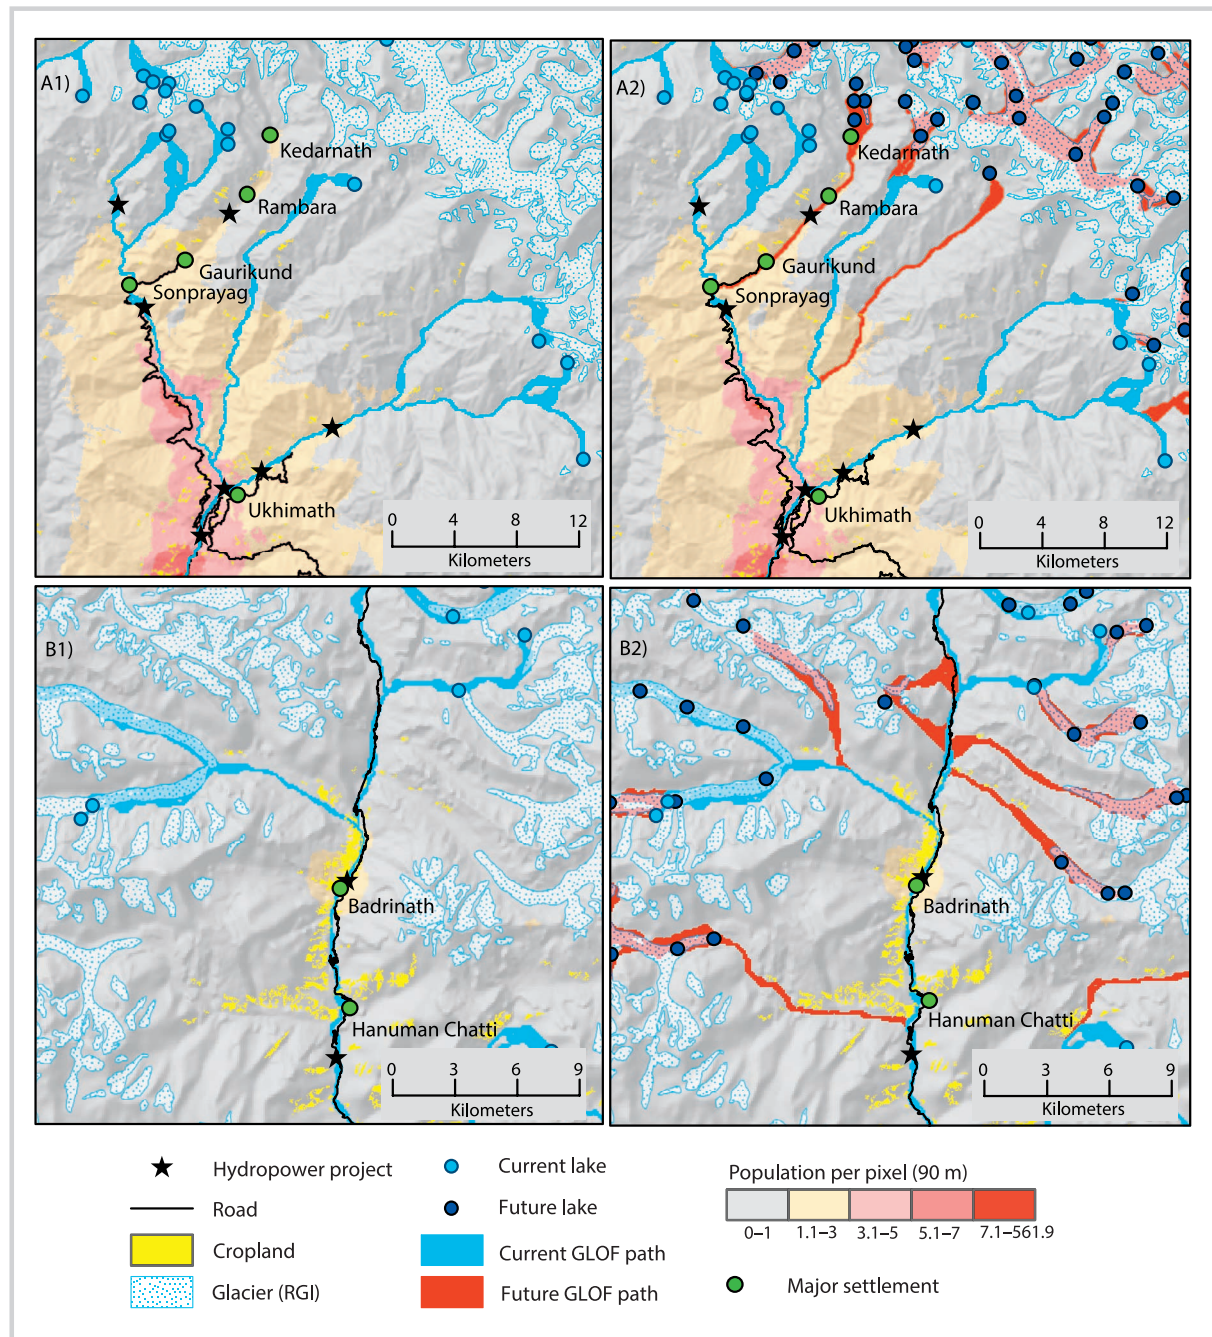 A1)
Kedarnath
Rambara
Gaurikund
Sonprayag
Ukhimath
0 4 8 12
Kilometers
A2)
Kedarnath
Rambara
Gaurikund
Sonprayag
Ukhimath
0 4 8 12
Kilometers
B1)
Badrinath
Hanuman Chatti
0 3 6 9
Kilometers
B2)
Badrinath
Hanuman Chatti
0 3 6 9
Kilometers
Hydropower project
Road
Cropland
Glacier (RGI)
Current lake
Future lake
Current GLOF path
Future GLOF path
Population per pixel (90 m)
0–1 1.1–3 3.1–5 5.1–7 7.1–561.9
Major settlement